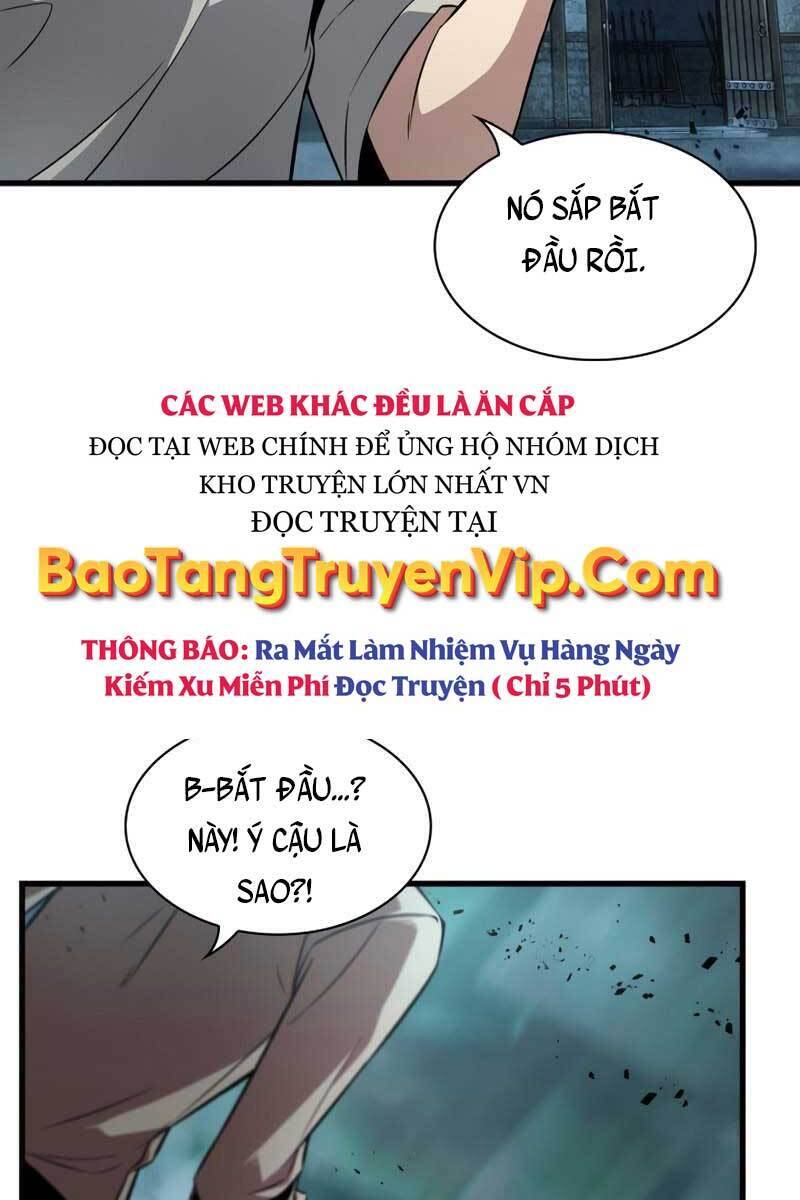 NÓ SẮP BẮT
ĐẦU RỒI.
CÁC WEB KHÁC ĐỀU LÀ ĂN CẮP
ĐỌC TẠI WEB CHÍNH ĐỂ ỦNG HỘ NHÓM DỊCH
KHO TRUYỆN LỚN NHẤT VN
ĐỌC TRUYỆN TẠI
BaoTangTruyenVip.Com
THÔNG BÁO: Ra Mắt Làm Nhiệm Vụ Hàng Ngày
Kiếm Xu Miễn Phí Đọc Truyện ( Chỉ 5 Phút)
B-BẮT ĐẦU...?
NÀY! Ý CẬU LÀ
SAO?!